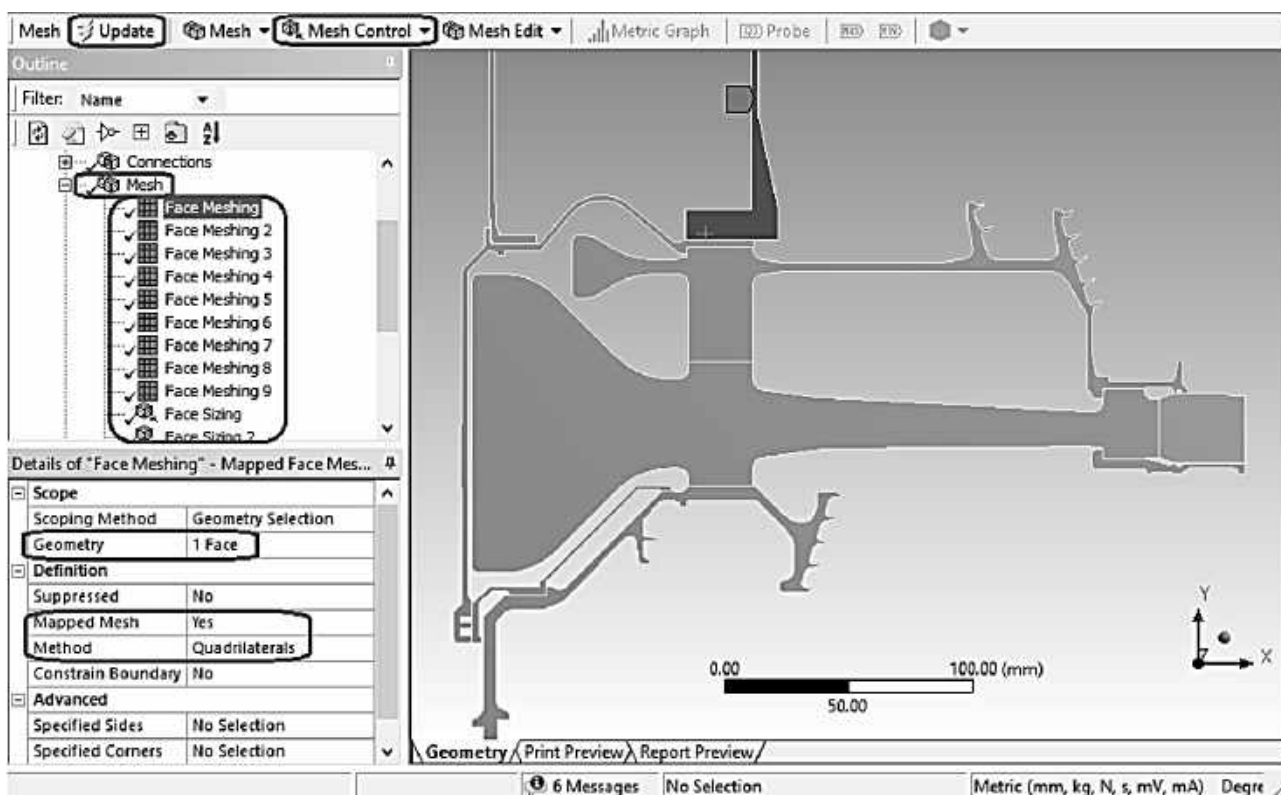 Mesh Update Mesh Mesh Control Mesh Edit Metric Graph Probe
Outline
Filter: Name
Connections
Mesh
Face Meshing
Face Meshing 2
Face Meshing 3
Face Meshing 4
Face Meshing 5
Face Meshing 6
Face Meshing 7
Face Meshing 8
Face Meshing 9
Face Sizing
Face Sizing 2
Details of "Face Meshing" - Mapped Face Mes...
Scope
Scoping Method Geometry Selection
Geometry 1 Face
Definition
Suppressed No
Mapped Mesh Yes
Method Quadrilaterals
Constrain Boundary No
Advanced
Specified Sides No Selection
Specified Corners No Selection
0.00 100.00 (mm)
50.00
Y
Z X
Geometry Print Preview Report Preview
6 Messages No Selection Metric (mm, kg, N, s, mV, mA) Degre